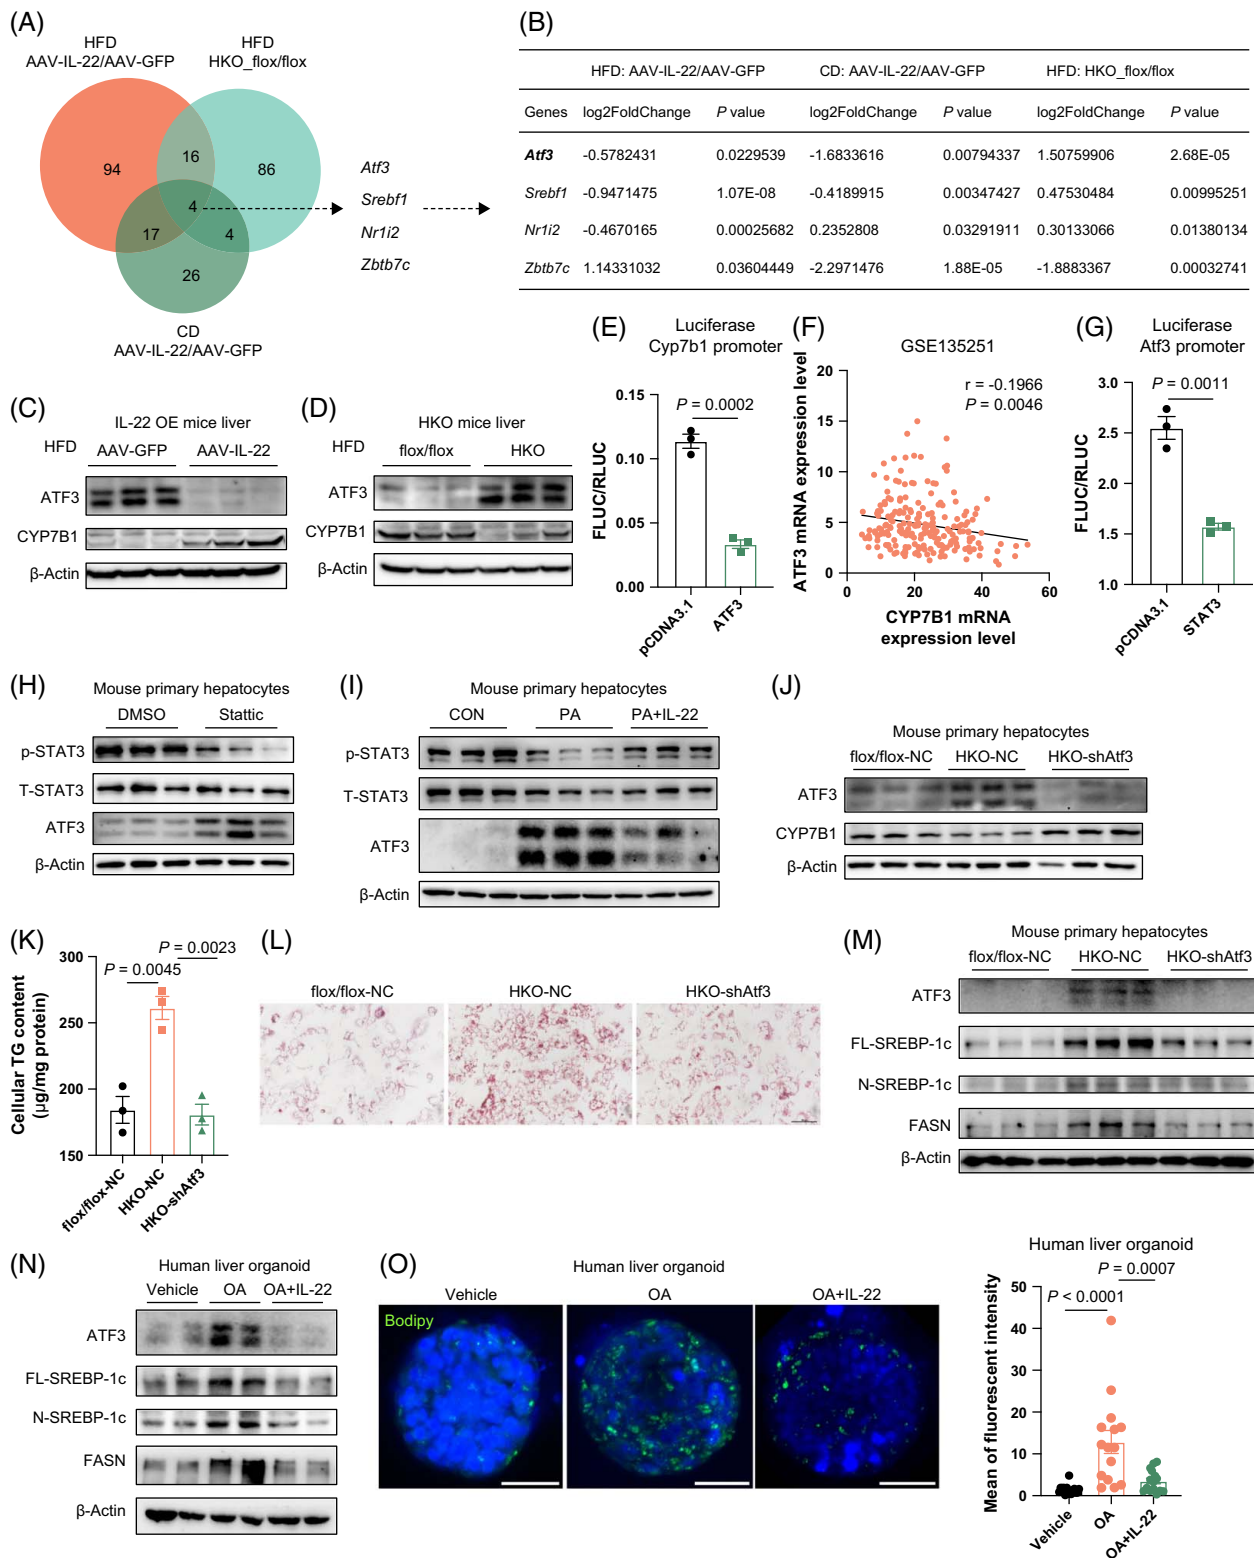 (A)
HFD
AAV-IL-22/AAV-GFP
HFD
HKO_flox/flox
94
16
86
4
17
4
26
CD
AAV-IL-22/AAV-GFP
Atf3
Srebf1
Nr1i2
Zbtb7c
(B)
HFD: AAV-IL-22/AAV-GFP CD: AAV-IL-22/AAV-GFP HFD: HKO_flox/flox
Genes log2FoldChange P value log2FoldChange P value log2FoldChange P value
Atf3 -0.5782431 0.0229539 -1.6833616 0.00794337 1.50759906 2.68E-05
Srebf1 -0.9471475 1.07E-08 -0.4189915 0.00347427 0.47530484 0.00995251
Nr1i2 -0.4670165 0.00025682 0.2352808 0.03291911 0.30133066 0.01380134
Zbtb7c 1.14331032 0.03604449 -2.2971476 1.88E-05 -1.8883367 0.00032741
(C)
IL-22 OE mice liver
HFD AAV-GFP AAV-IL-22
ATF3
CYP7B1
β-Actin
(D)
HKO mice liver
HFD flox/flox HKO
ATF3
CYP7B1
β-Actin
(E)
Luciferase
Cyp7b1 promoter
P = 0.0002
FLUC/RLUC
0.15
0.10
0.05
0.00
pCDNA3.1
ATF3
(F)
GSE135251
r = -0.1966
P = 0.0046
ATF3 mRNA expression level
20
15
10
5
0
0 20 40 60
CYP7B1 mRNA
expression level
(G)
Luciferase
Atf3 promoter
P = 0.0011
FLUC/RLUC
3.0
2.5
2.0
1.5
1.0
pCDNA3.1
STAT3
(H)
Mouse primary hepatocytes
DMSO Stattic
p-STAT3
T-STAT3
ATF3
β-Actin
(I)
Mouse primary hepatocytes
CON PA PA+IL-22
p-STAT3
T-STAT3
ATF3
β-Actin
(J)
Mouse primary hepatocytes
flox/flox-NC HKO-NC HKO-shAtf3
ATF3
CYP7B1
β-Actin
(K)
P = 0.0023
P = 0.0045
Cellular TG content
(μg/mg protein)
300
250
200
150
flox/flox-NC
HKO-NC
HKO-shAtf3
(L)
flox/flox-NC HKO-NC HKO-shAtf3
(M)
Mouse primary hepatocytes
flox/flox-NC HKO-NC HKO-shAtf3
ATF3
FL-SREBP-1c
N-SREBP-1c
FASN
β-Actin
(N)
Human liver organoid
Vehicle OA OA+IL-22
ATF3
FL-SREBP-1c
N-SREBP-1c
FASN
β-Actin
(O)
Human liver organoid
Vehicle OA OA+IL-22
Bodipy
Human liver organoid
P = 0.0007
P < 0.0001
Mean of fluorescent intensity
50
40
30
20
10
0
Vehicle
OA
OA+IL-22